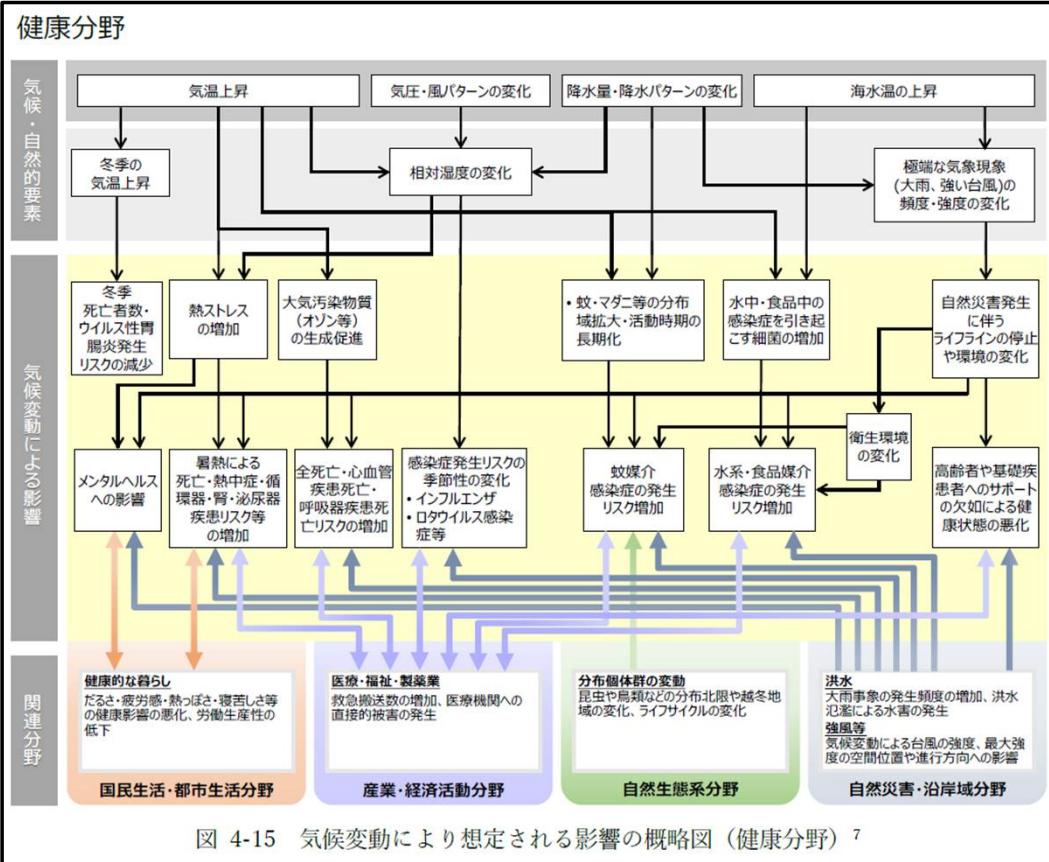 健康分野
気候・自然的要素
気温上昇
気圧・風パターンの変化
降水量・降水パターンの変化
海水温の上昇
冬季の
気温上昇
相対湿度の変化
極端な気象現象
(大雨、強い台風)の
頻度・強度の変化
気候変動による影響
冬季
死亡者数・
ウイルス性胃
腸炎発生
リスクの減少
熱ストレス
の増加
大気汚染物質
(オゾン等)
の生成促進
• 蚊・マダニ等の分布
域拡大・活動時期の
長期化
水中・食品中の
感染症を引き起
こす細菌の増加
自然災害発生
に伴う
ライフラインの停止
や環境の変化
衛生環境
の変化
メンタルヘルス
への影響
暑熱による
死亡・熱中症・循
環器・腎・泌尿器
疾患リスク等
の増加
全死亡・心血管
疾患死亡・
呼吸器疾患死
亡リスクの増加
感染症発生リスクの
季節性の変化
• インフルエンザ
• ロタウイルス感染
症等
蚊媒介
感染症の発生
リスク増加
水系・食品媒介
感染症の発生
リスク増加
高齢者や基礎疾
患者へのサポート
の欠如による健
康状態の悪化
関連分野
健康的な暮らし
だるさ・疲労感・熱っぽさ・寝苦しさ等
の健康影響の悪化、労働生産性の
低下
国民生活・都市生活分野
医療・福祉・製薬業
救急搬送数の増加、医療機関への
直接的被害の発生
産業・経済活動分野
分布個体群の変動
昆虫や鳥類などの分布北限や越冬
地域の変化、ライフサイクルの変化
自然生態系分野
洪水
大雨事象の発生頻度の増加、洪水
氾濫による水害の発生
強風等
気候変動による台風の強度、最大強
度の空間位置や進行方向への影響
自然災害・沿岸域分野
図 4-15 気候変動により想定される影響の概略図（健康分野）7